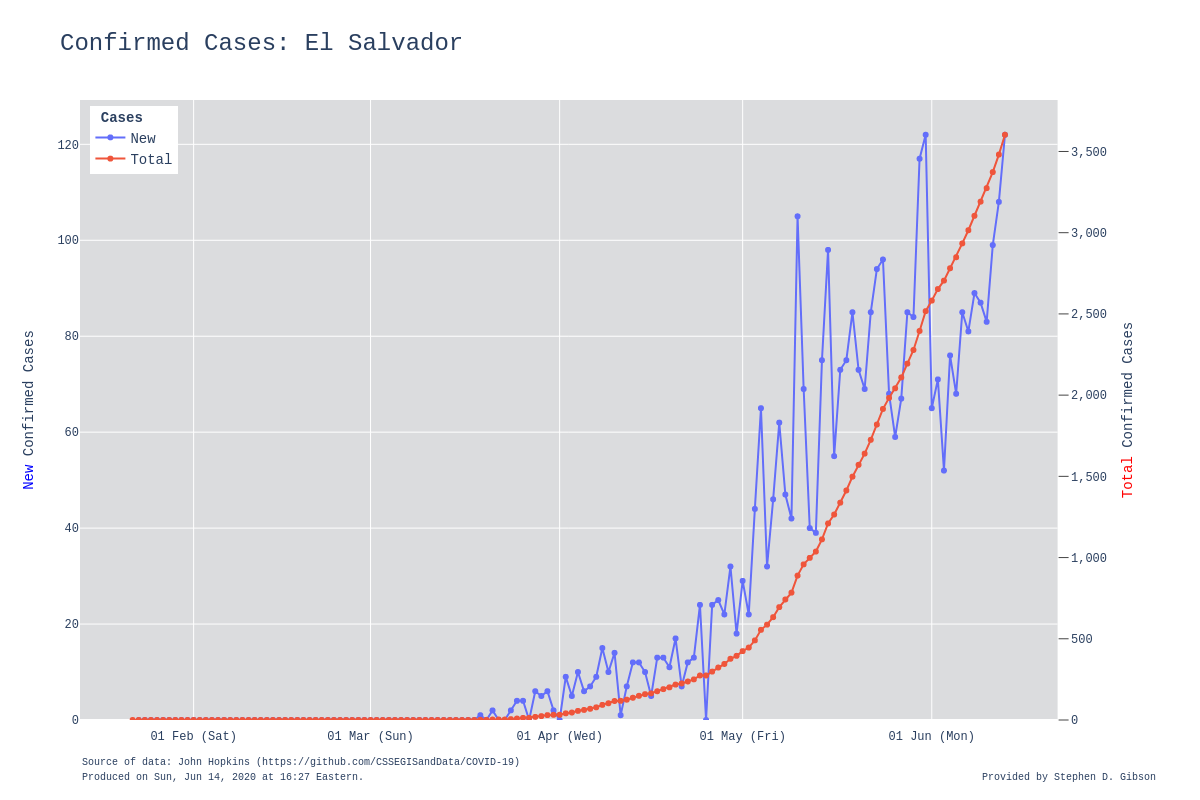 Confirmed Cases: El Salvador
Cases
New
Total
120
100
80
60
40
20
0
New Confirmed Cases
3,500
3,000
2,500
2,000
1,500
1,000
500
0
Total Confirmed Cases
01 Feb (Sat)
01 Mar (Sun)
01 Apr (Wed)
01 May (Fri)
01 Jun (Mon)
Source of data: John Hopkins (https://github.com/CSSEGISandData/COVID-19)
Produced on Sun, Jun 14, 2020 at 16:27 Eastern.
Provided by Stephen D. Gibson